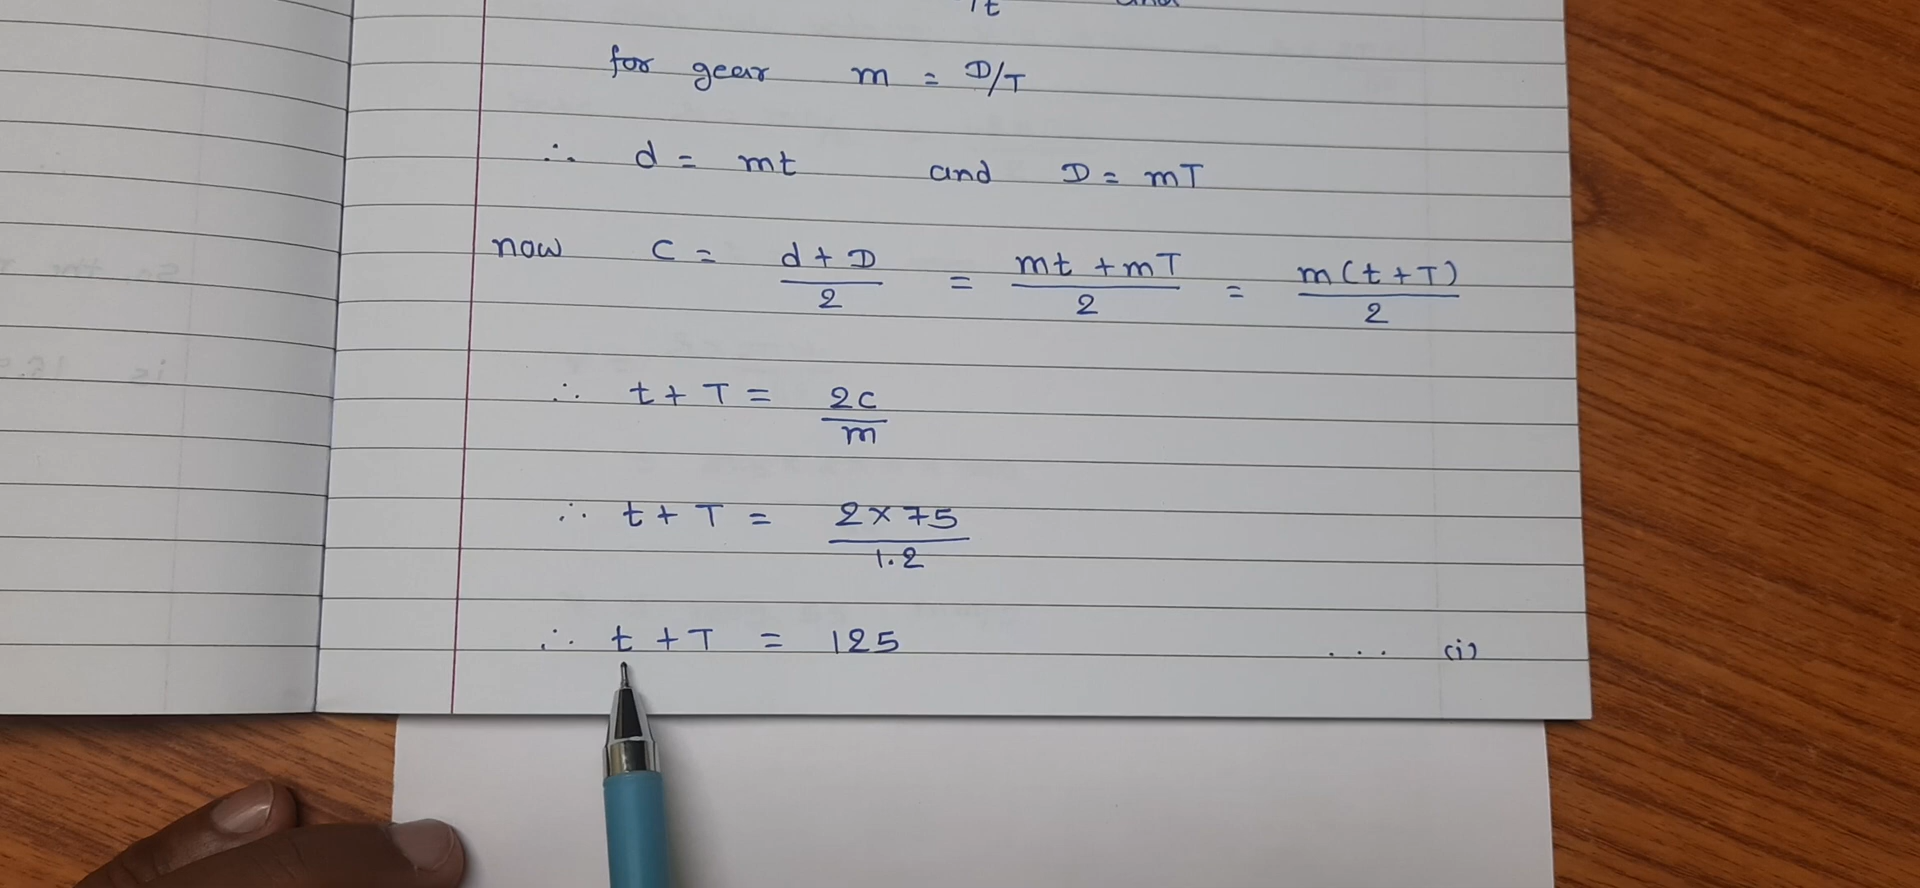 /t
for gear m = D/T
∴ d = mt and D = mT
now C = d + D / 2 = mt + mT / 2 = m(t + T) / 2
∴ t + T = 2C / m
∴ t + T = 2 × 75 / 1.2
∴ t + T = 125 ... (i)